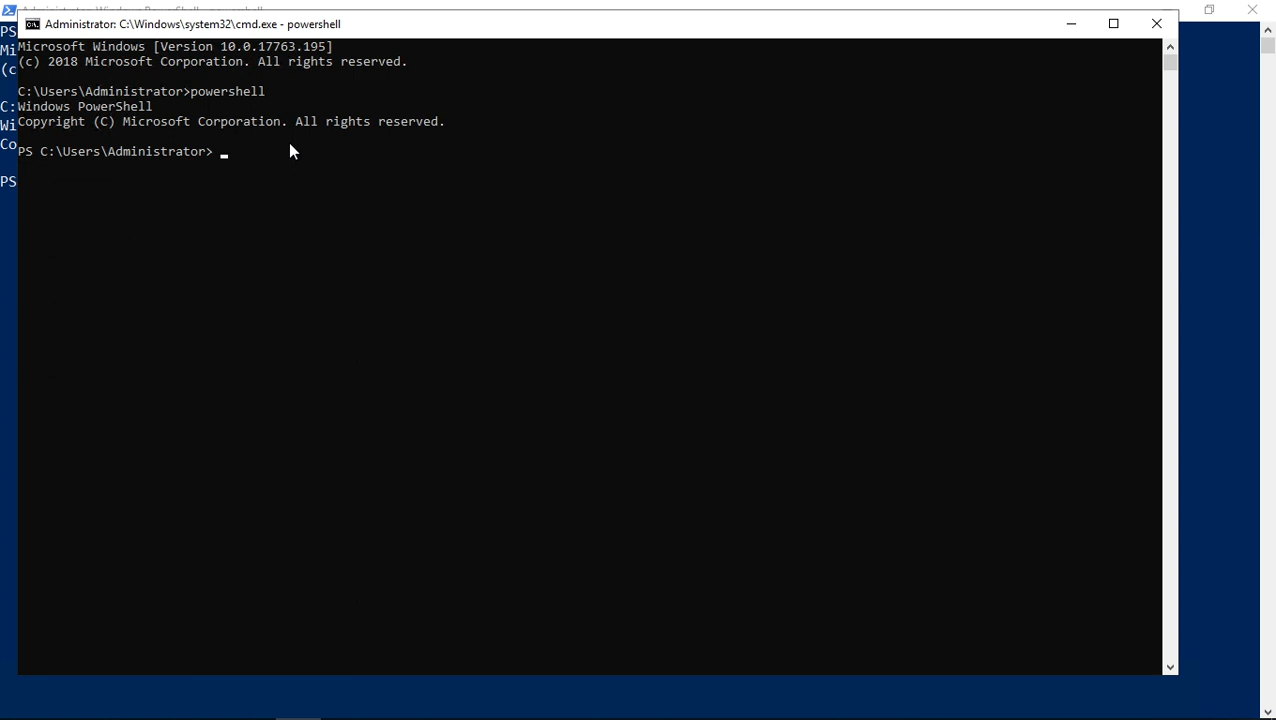 Administrator: C:\Windows\system32\cmd.exe - powershell
Microsoft Windows [Version 10.0.17763.195]
(c) 2018 Microsoft Corporation. All rights reserved.
C:\Users\Administrator>powershell
Windows PowerShell
Copyright (C) Microsoft Corporation. All rights reserved.
PS C:\Users\Administrator>
PS
Mi
(c
C:
Wi
Co
PS